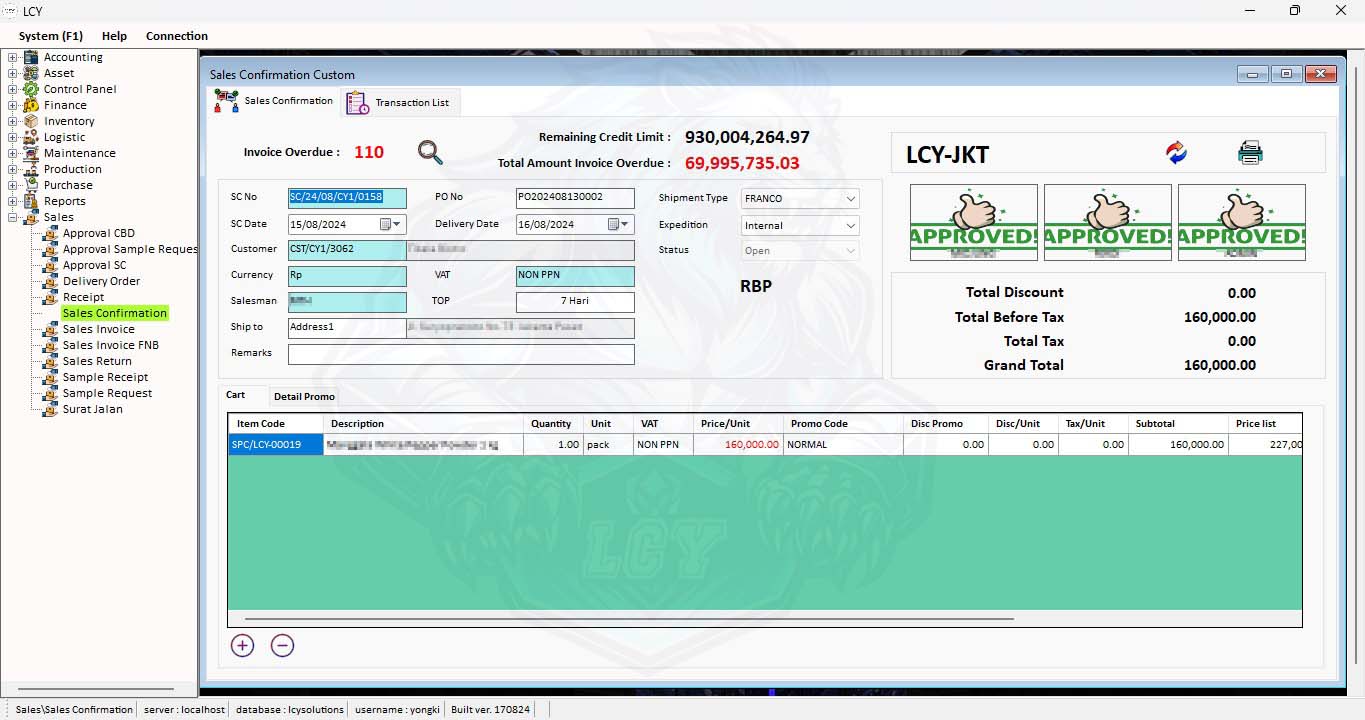 LCY
System (F1) Help Connection
Accounting
Asset
Control Panel
Finance
Inventory
Logistic
Maintenance
Production
Purchase
Reports
Sales
Approval CBD
Approval Sample Reques
Approval SC
Delivery Order
Receipt
Sales Confirmation
Sales Invoice
Sales Invoice FNB
Sales Return
Sample Receipt
Sample Request
Surat Jalan
Sales Confirmation Custom
Sales Confirmation Transaction List
Invoice Overdue : 110
Remaining Credit Limit : 930,004,264.97
Total Amount Invoice Overdue : 69,995,735.03
LCY-JKT
SC No SC/24/08/CY1/0158 PO No PO202408130002 Shipment Type FRANCO
SC Date 15/08/2024 Delivery Date 16/08/2024 Expedition Internal
Customer CST/CY1/3062 Status Open
Currency Rp VAT NON PPN
RBP
Salesman TOP 7 Hari
Ship to Address1
Remarks
APPROVED! APPROVED! APPROVED!
Total Discount 0.00
Total Before Tax 160,000.00
Total Tax 0.00
Grand Total 160,000.00
Cart Detail Promo
Item Code Description Quantity Unit VAT Price/Unit Promo Code Disc Promo Disc/Unit Tax/Unit Subtotal Price list
SPC/LCY-00019 1.00 pack NON PPN 160,000.00 NORMAL 0.00 0.00 0.00 160,000.00 227,00
LCY
Sales\Sales Confirmation server : localhost database : lcysolutions username : yongki Built ver. 170824